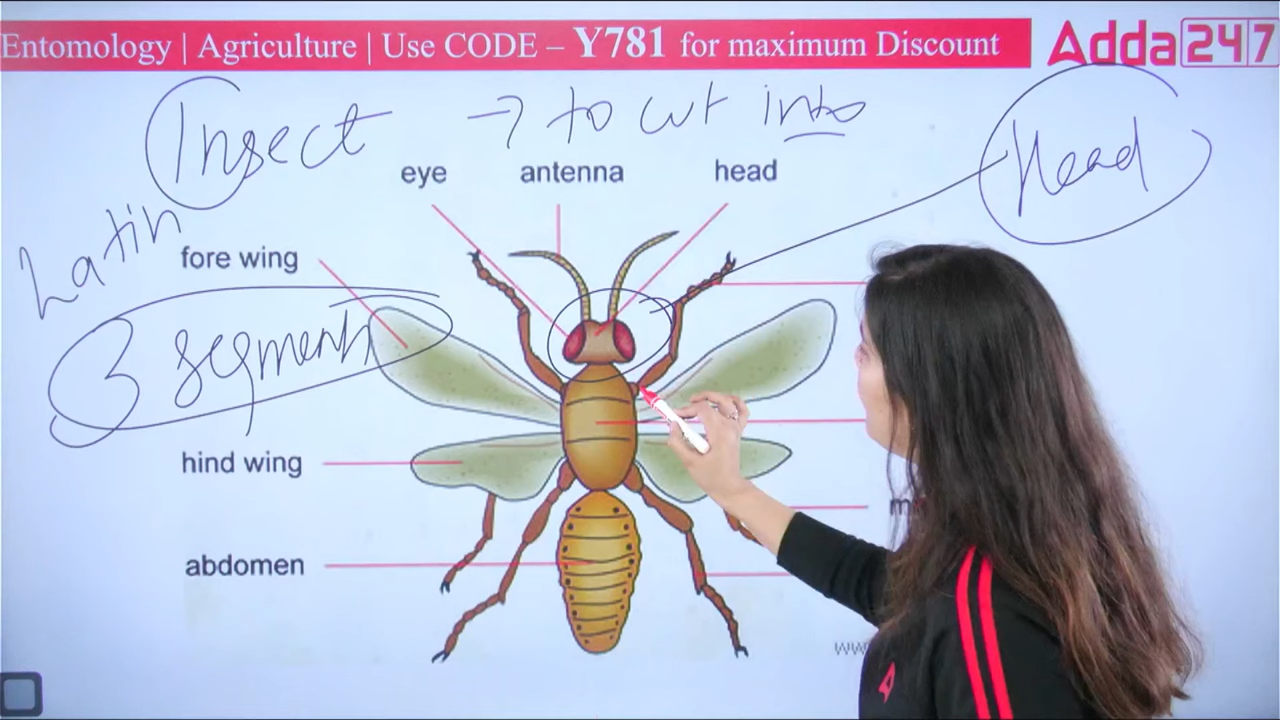 Entomology | Agriculture | Use CODE – Y781 for maximum Discount
Adda247
Insect → to cut into
Head
eye antenna head
Latin
fore wing
3 segments
hind wing
abdomen